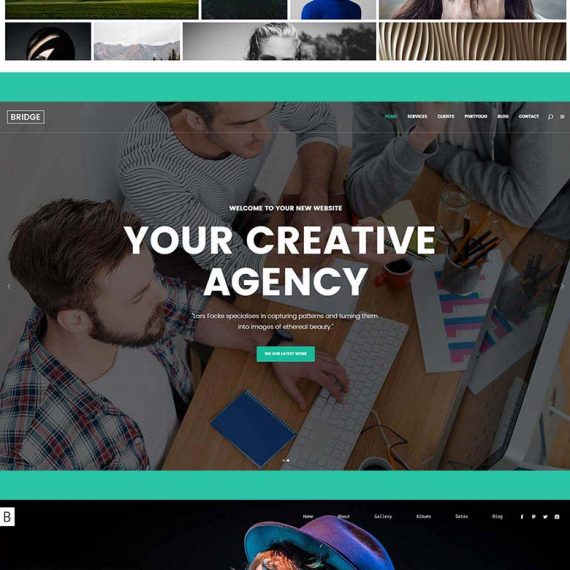 BRIDGE
HOME SERVICES CLIENTS PORTFOLIO BLOG CONTACT
WELCOME TO YOUR NEW WEBSITE
YOUR CREATIVE
AGENCY
"Lars Focke specialises in capturing patterns and turning them
into images of ethereal beauty."
SEE OUR LATEST WORK
B
Home About Gallery Albums Dates Blog